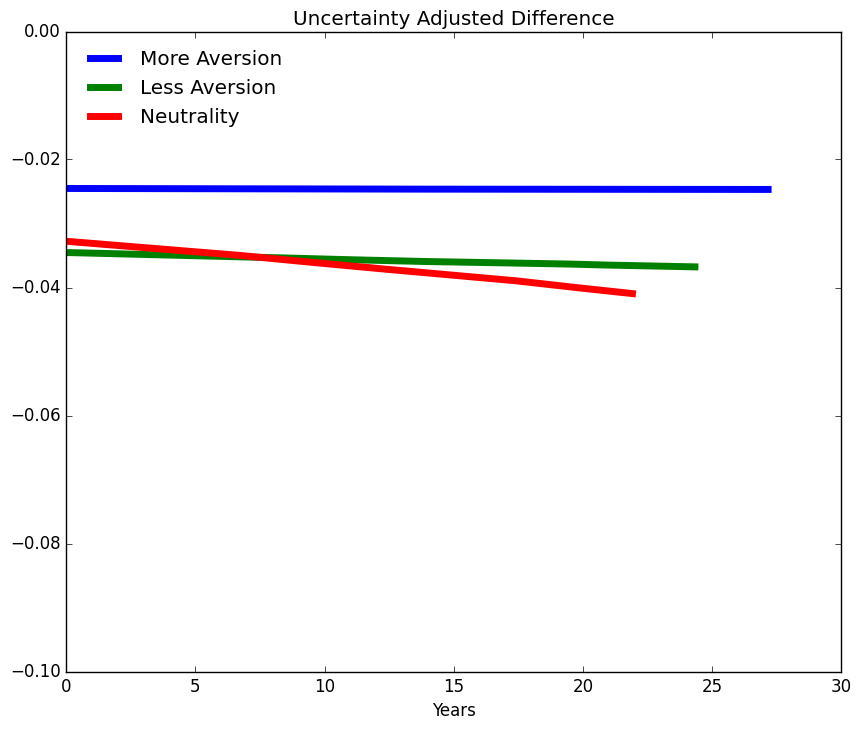 Uncertainty Adjusted Difference
0.00
More Aversion
Less Aversion
Neutrality
−0.02
−0.04
−0.06
−0.08
−0.10
0 5 10 15 20 25 30
Years